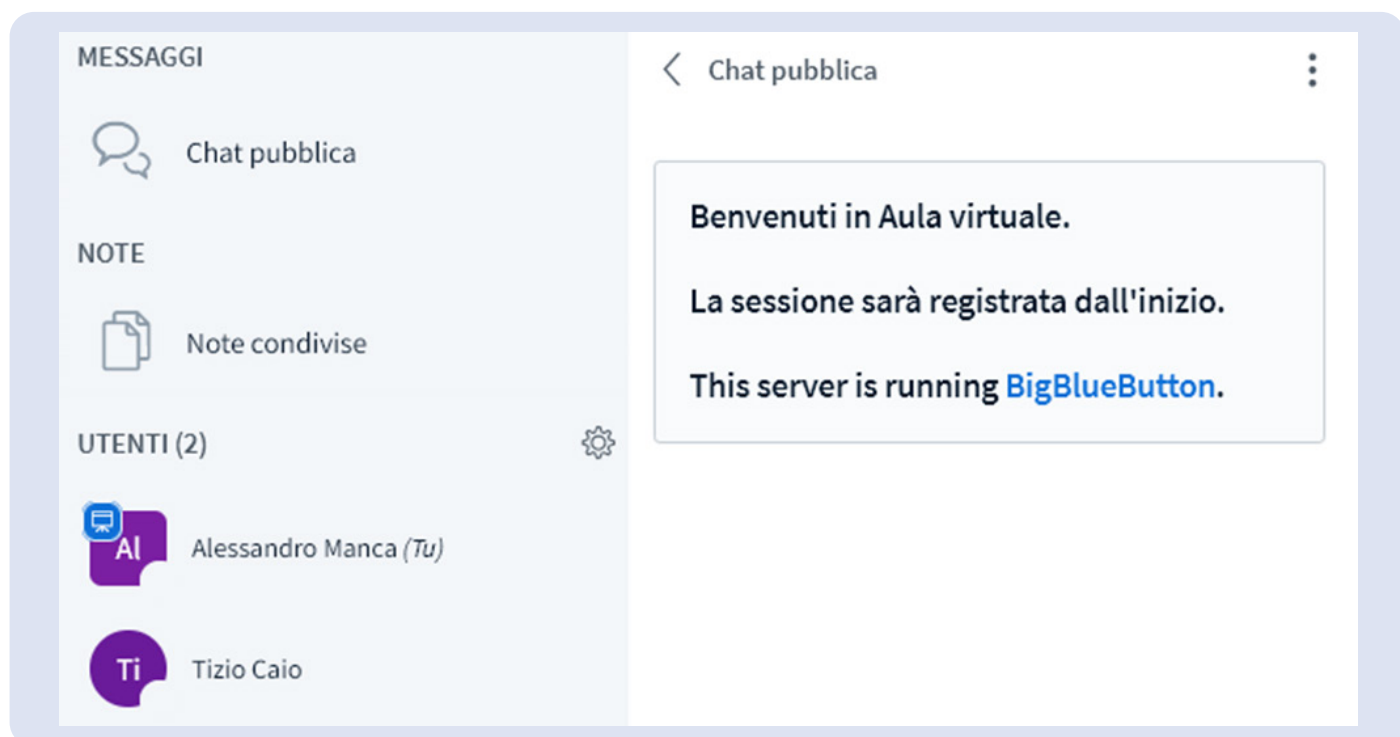 MESSAGGI
Chat pubblica
NOTE
Note condivise
UTENTI (2)
Al
Alessandro Manca (Tu)
Ti
Tizio Caio
Chat pubblica
Benvenuti in Aula virtuale.
La sessione sarà registrata dall'inizio.
This server is running BigBlueButton.